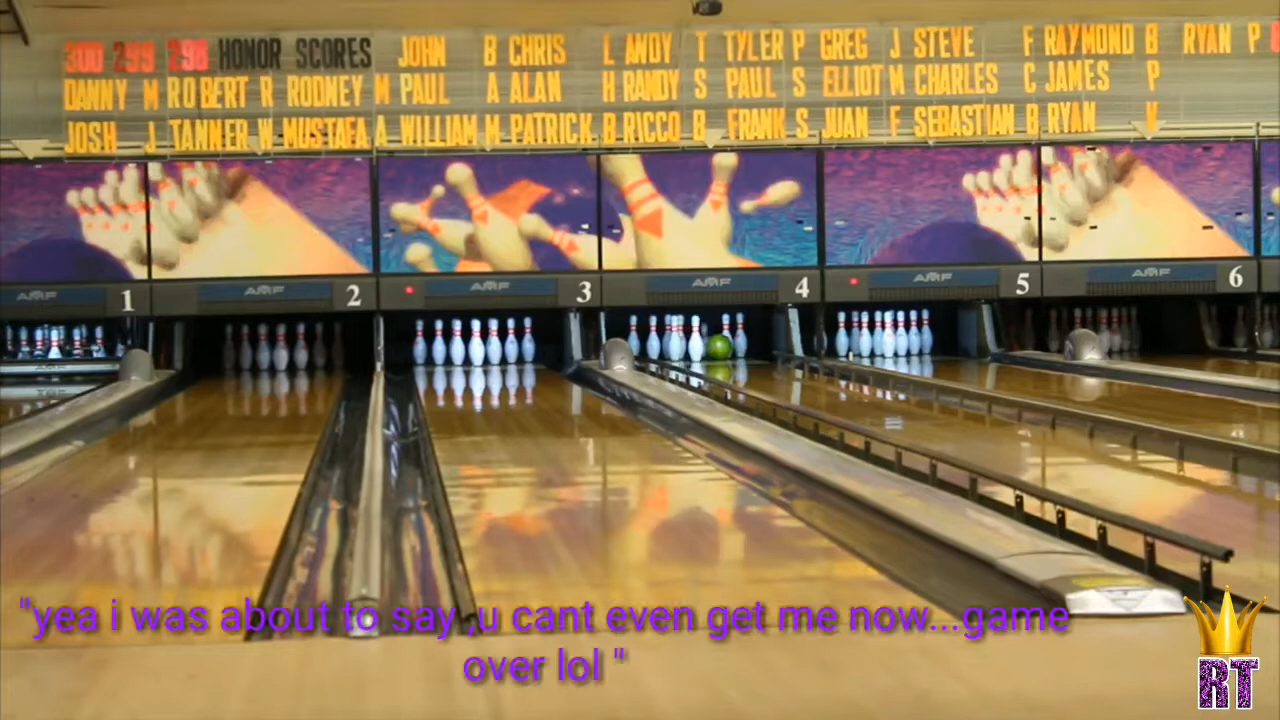 300 299 298 HONOR SCORES JOHN B CHRIS L ANDY T TYLER P GREG J STEVE F RAYMOND B RYAN P
DANNY M ROBERT R RODNEY M PAUL A ALAN H RANDY S PAUL S ELLIOT M CHARLES C JAMES P
JOSH J TANNER W MUSTAFA A WILLIAM M PATRICK B RICCO B FRANK S JUAN F SEBASTIAN B RYAN V
AMF 1 AMF 2 AMF 3 AMF 4 AMF 5 AMF 6
"yea i was about to say ,u cant even get me now...game
over lol "
RT